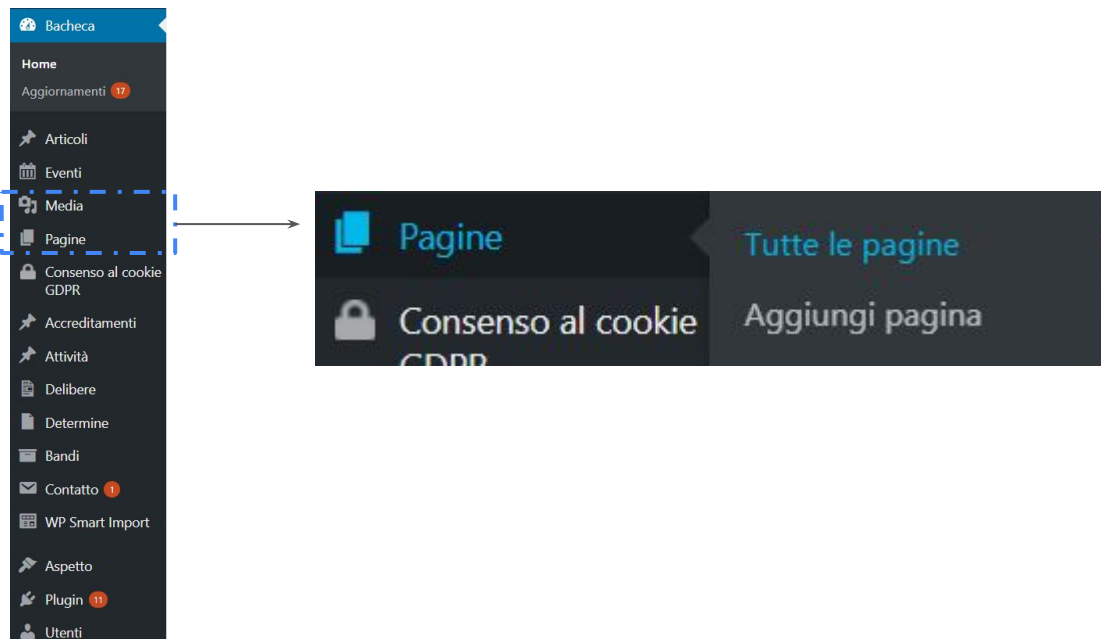 Bacheca
Home
Aggiornamenti 17
Articoli
Eventi
Media
Pagine
Consenso al cookie
GDPR
Accreditamenti
Attività
Delibere
Determine
Bandi
Contatto 1
WP Smart Import
Aspetto
Plugin 11
Utenti
Pagine
Consenso al cookie
GDPR
Tutte le pagine
Aggiungi pagina